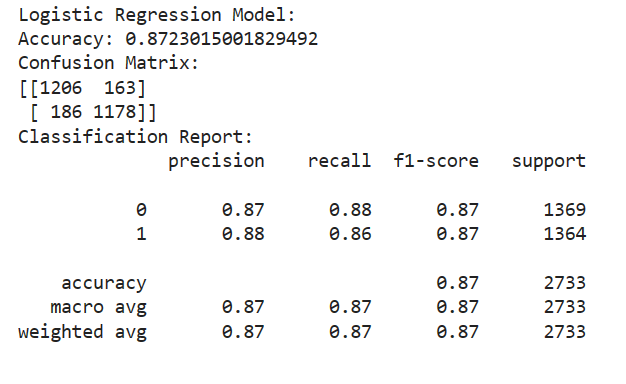 Logistic Regression Model:
Accuracy: 0.8723015001829492
Confusion Matrix:
[[1206  163]
 [ 186 1178]]
Classification Report:
              precision    recall  f1-score   support

           0       0.87      0.88      0.87      1369
           1       0.88      0.86      0.87      1364

    accuracy                           0.87      2733
   macro avg       0.87      0.87      0.87      2733
weighted avg       0.87      0.87      0.87      2733